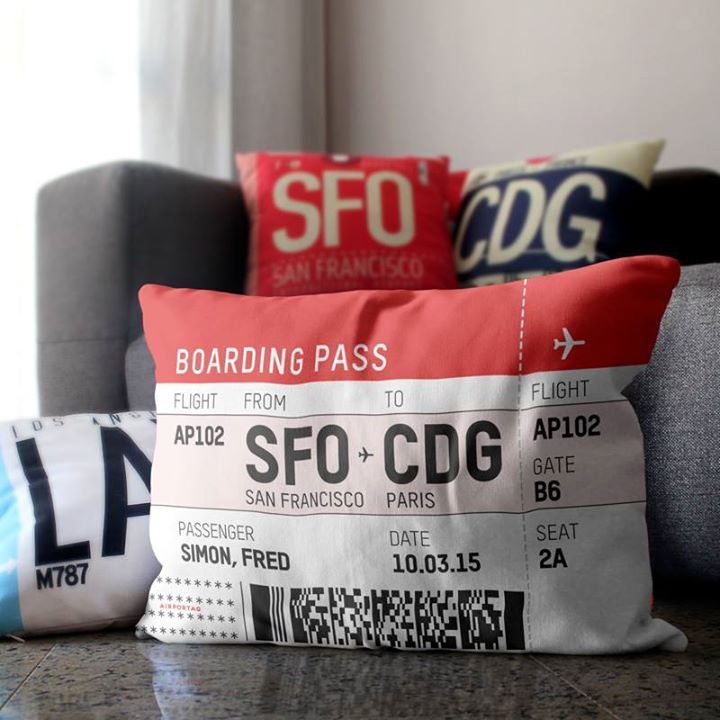 SFO
SAN FRANCISCO
CDG
BOARDING PASS
FLIGHT FROM TO FLIGHT
AP102 SFO CDG AP102
SAN FRANCISCO PARIS
GATE
B6
PASSENGER DATE SEAT
SIMON, FRED 10.03.15 2A
AIRPORTAG
LOS
LA
M787